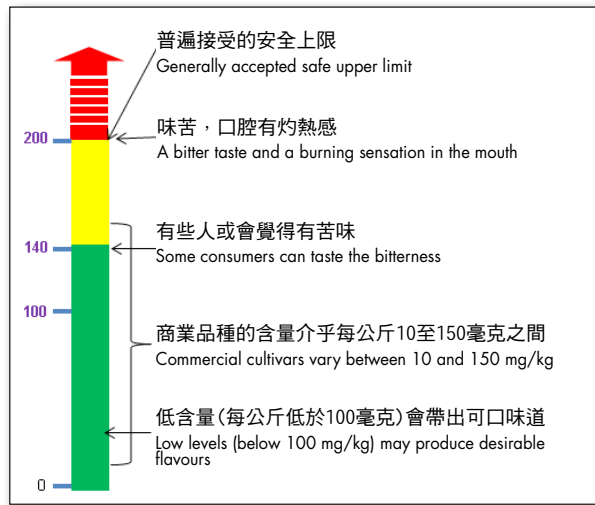 普遍接受的安全上限
Generally accepted safe upper limit
味苦，口腔有灼熱感
200
A bitter taste and a burning sensation in the mouth
有些人或會覺得有苦味
140
Some consumers can taste the bitterness
100
商業品種的含量介乎每公斤10至150毫克之間
Commercial cultivars vary between 10 and 150 mg/kg
低含量（每公斤低於100毫克）會帶出可口味道
Low levels (below 100 mg/kg) may produce desirable
flavours
0